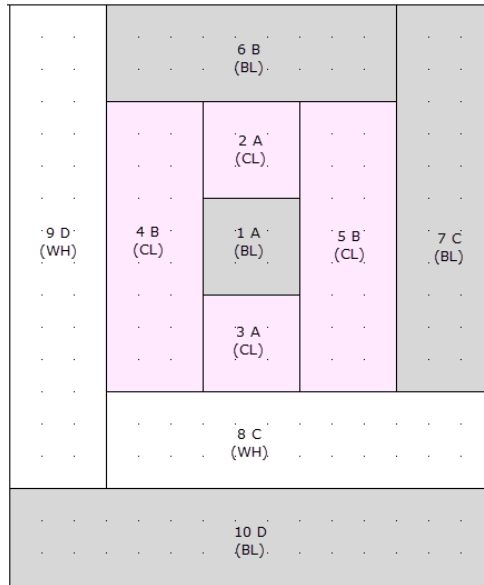 6 B
(BL)
2 A
(CL)
9 D
(WH)
4 B
(CL)
1 A
(BL)
5 B
(CL)
7 C
(BL)
3 A
(CL)
8 C
(WH)
10 D
(BL)